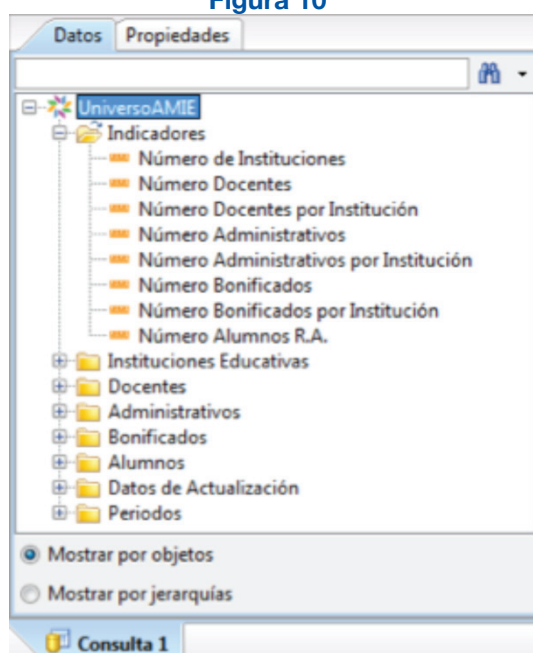 Figura 10
Datos Propiedades
UniversoAMIE
Indicadores
Número de Instituciones
Número Docentes
Número Docentes por Institución
Número Administrativos
Número Administrativos por Institución
Número Bonificados
Número Bonificados por Institución
Número Alumnos R.A.
Instituciones Educativas
Docentes
Administrativos
Bonificados
Alumnos
Datos de Actualización
Periodos
Mostrar por objetos
Mostrar por jerarquías
Consulta 1